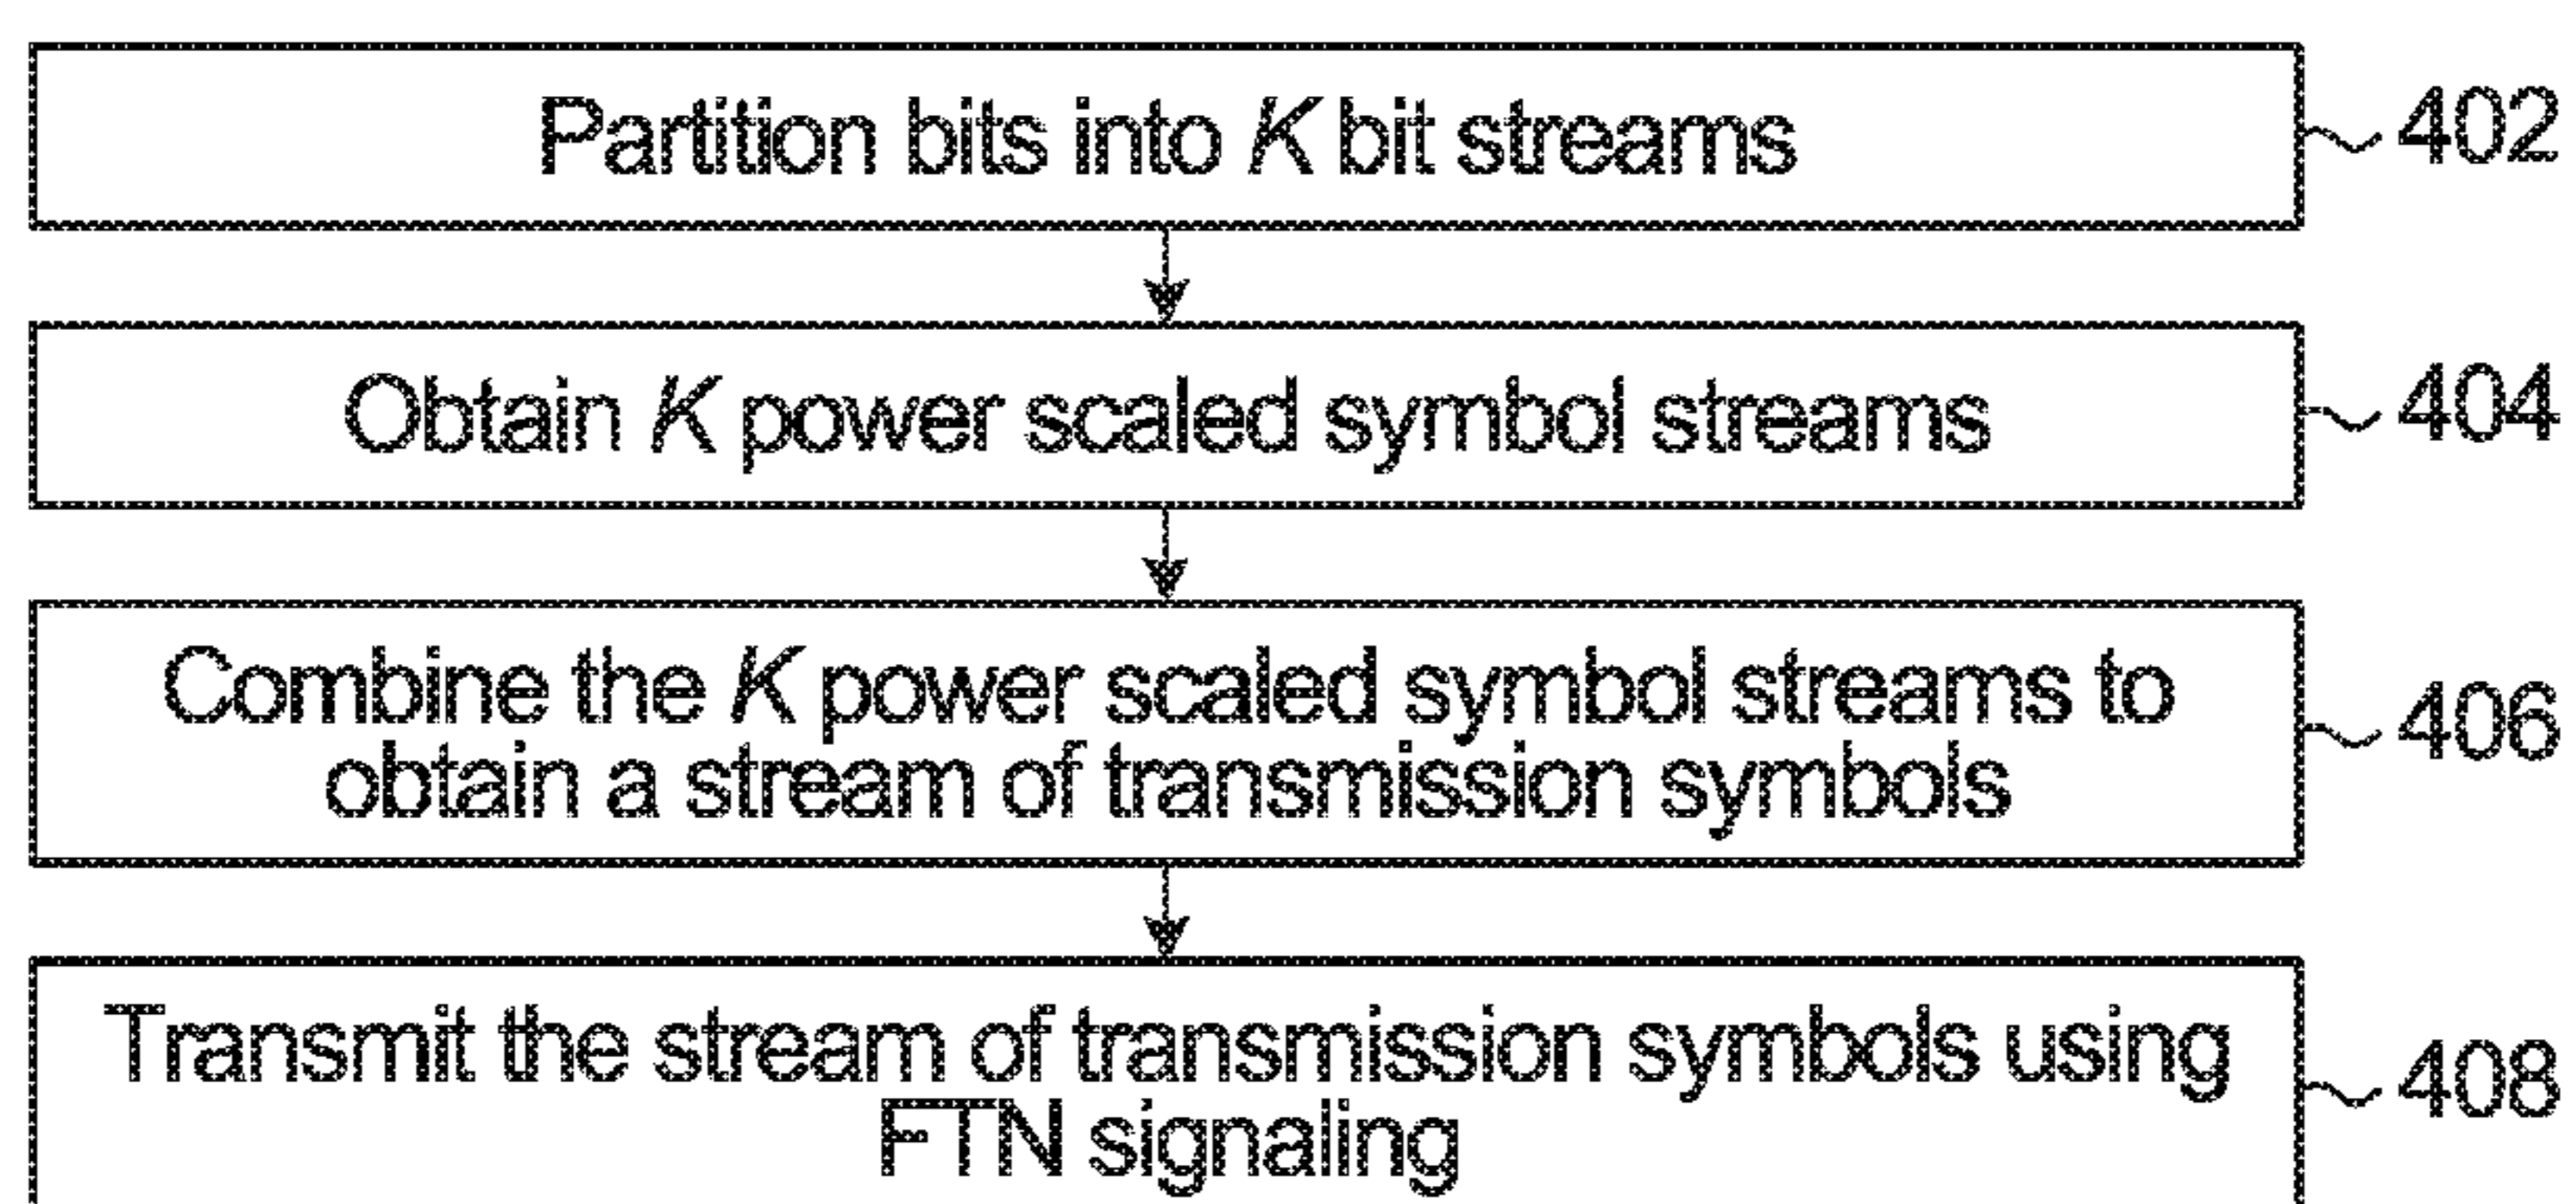 Partition bits into K bit streams
402
Obtain K power scaled symbol streams
404
Combine the K power scaled symbol streams to
obtain a stream of transmission symbols
406
Transmit the stream of transmission symbols using
FTN signaling
408